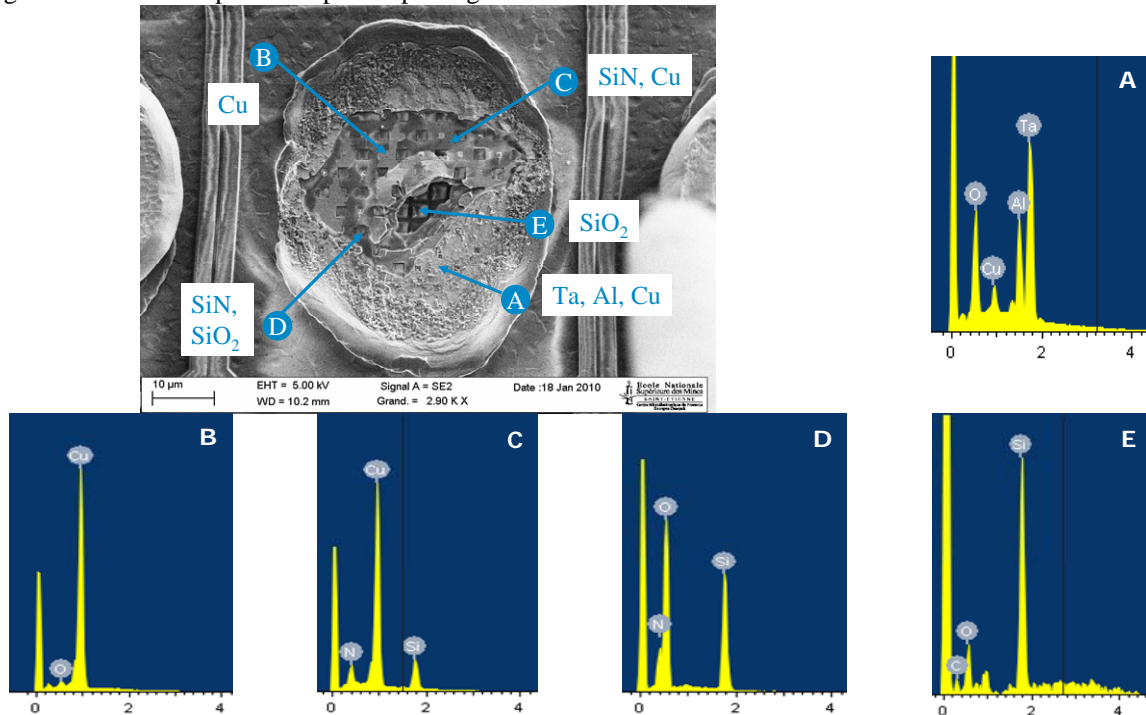 B
C
SiN, Cu
Cu
E
SiO₂
SiN,
SiO₂
D
A
Ta, Al, Cu
10 µm
EHT = 5.00 kV
Signal A = SE2
Date :18 Jan 2010
WD = 10.2 mm
Grand. = 2.90 K X
Ecole Nationale
Supérieure des Mines
SAINT-ETIENNE
A
Ta
O
Al
Cu
0 2 4
B
Cu
O
0 2 4
C
Cu
N
Si
0 2 4
D
O
Si
N
0 2 4
E
Si
O
C
0 2 4